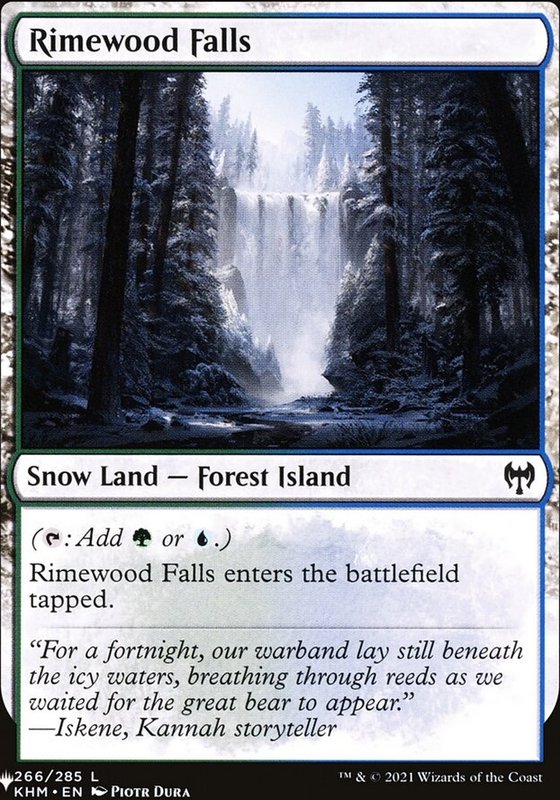 Rimewood Falls
Snow Land — Forest Island
(: Add or .)
Rimewood Falls enters the battlefield
tapped.
“For a fortnight, our warband lay still beneath
the icy waters, breathing through reeds as we
waited for the great bear to appear.”
—Iskene, Kannah storyteller
266/285 L
KHM • EN Piotr Dura
™ & © 2021 Wizards of the Coast